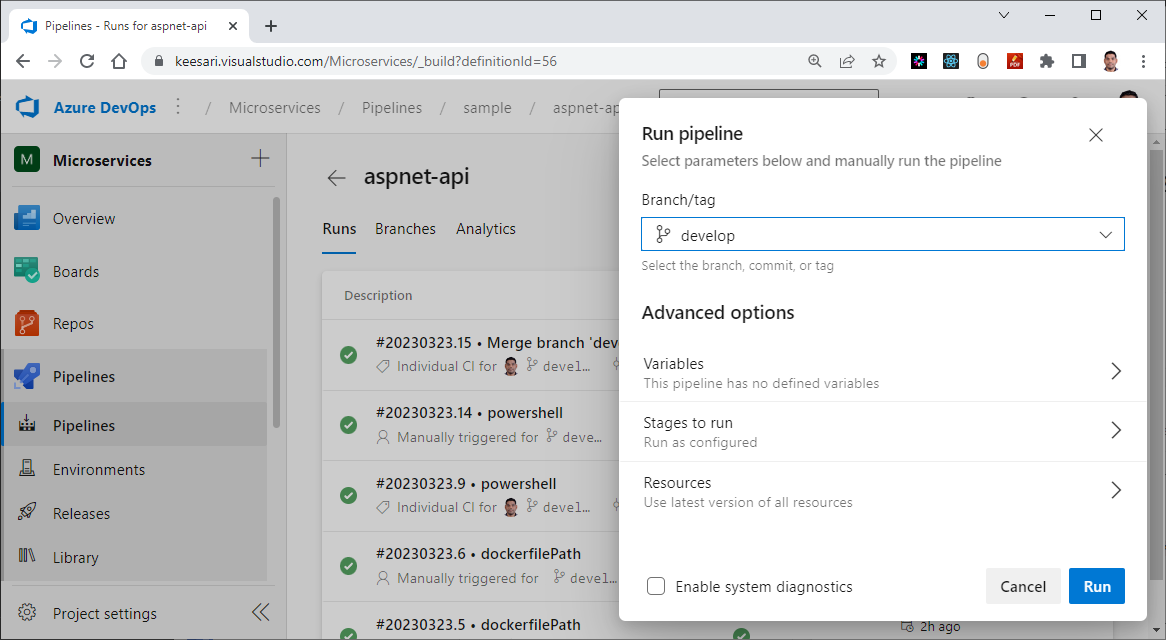 Pipelines - Runs for aspnet-api
keesari.visualstudio.com/Microservices/_build?definitionId=56
PDF
Azure DevOps / Microservices / Pipelines / sample / aspnet-ap
M Microservices
Overview
Boards
Repos
Pipelines
Pipelines
Environments
Releases
Library
Project settings
aspnet-api
Runs Branches Analytics
Description
#20230323.15 • Merge branch 'deve
Individual CI for devel...
#20230323.14 • powershell
Manually triggered for deve...
#20230323.9 • powershell
Individual CI for devel...
#20230323.6 • dockerfilePath
Manually triggered for devel...
#20230323.5 • dockerfilePath
2h ago
Run pipeline
Select parameters below and manually run the pipeline
Branch/tag
develop
Select the branch, commit, or tag
Advanced options
Variables
This pipeline has no defined variables
Stages to run
Run as configured
Resources
Use latest version of all resources
Enable system diagnostics
Cancel
Run